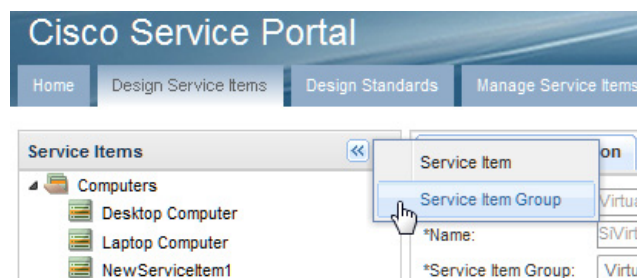 Cisco Service Portal
Home Design Service Items Design Standards Manage Service Items
Service Items
Service Item
on
Computers
Service Item Group
Desktop Computer
*Name:
Laptop Computer
NewServiceItem1
*Service Item Group: